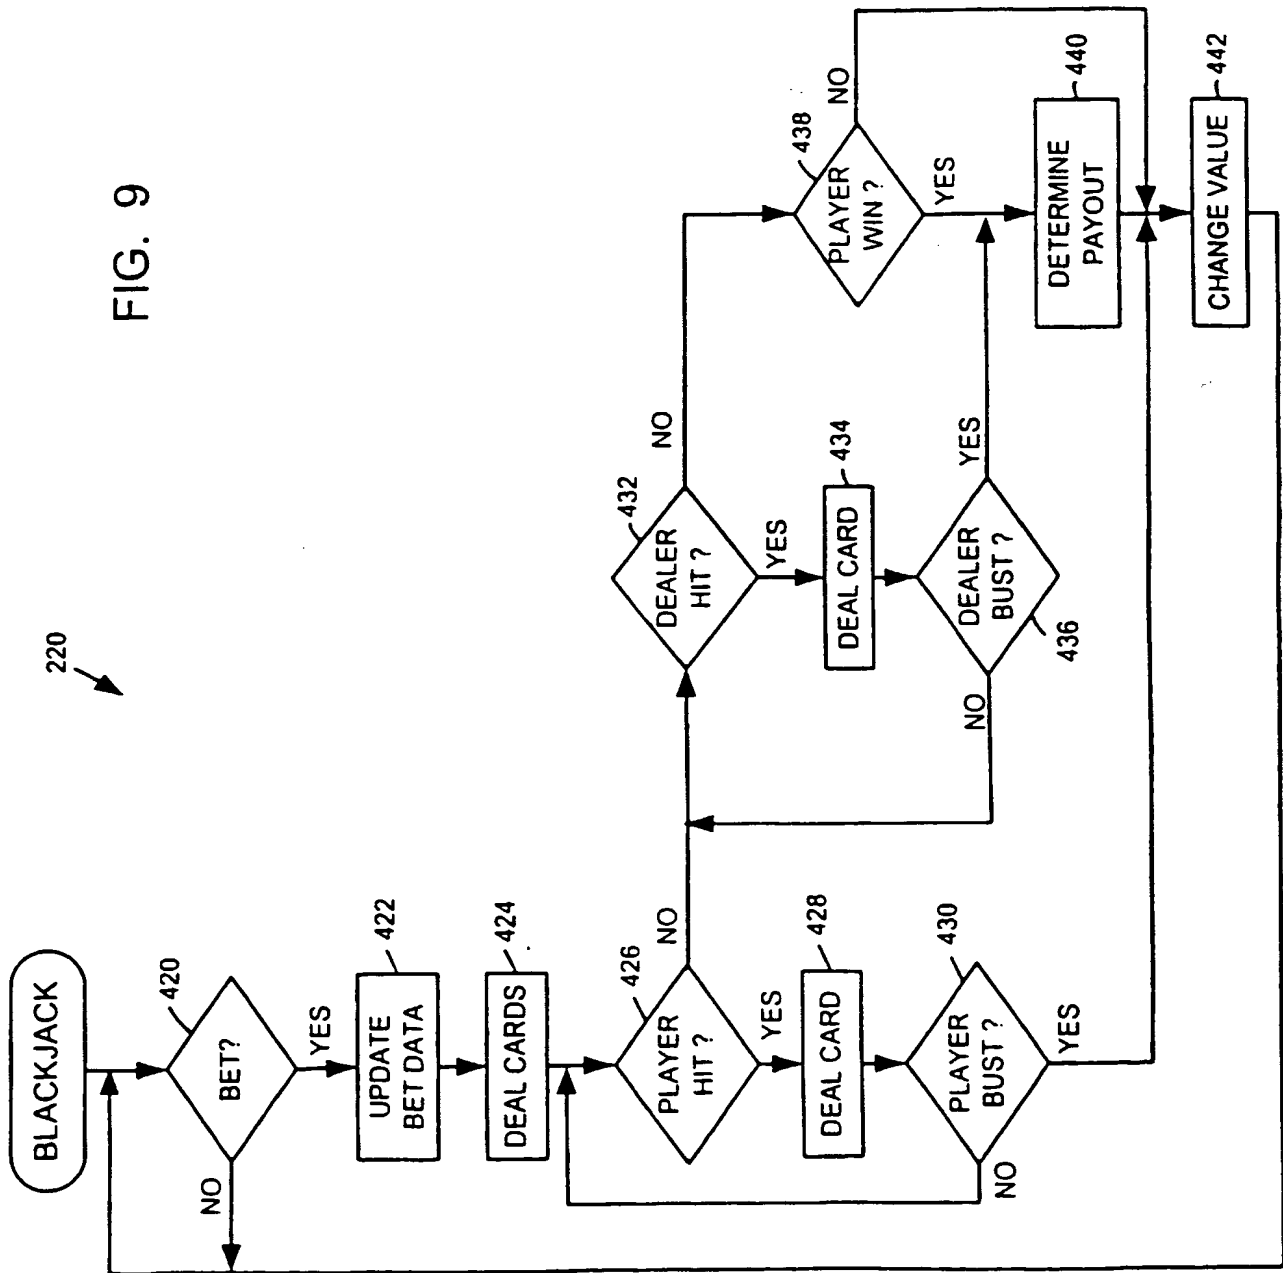 FIG. 9
220
BLACKJACK
420
BET?
NO
YES
422
UPDATE
BET DATA
424
DEAL CARDS
426
PLAYER
HIT ?
NO
YES
428
DEAL CARD
430
PLAYER
BUST ?
NO
YES
432
DEALER
HIT ?
NO
YES
434
DEAL CARD
DEALER
BUST ?
436
NO
YES
438
PLAYER
WIN ?
NO
YES
440
DETERMINE
PAYOUT
442
CHANGE VALUE